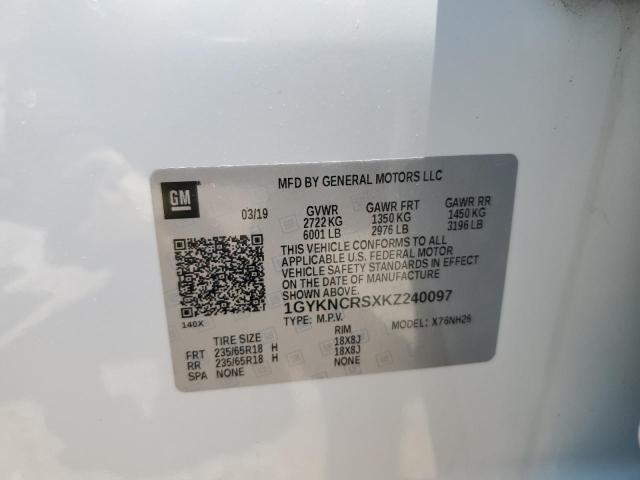 GM
MFD BY GENERAL MOTORS LLC
03/19 GVWR GAWR FRT GAWR RR
2722 KG 1350 KG 1450 KG
6001 LB 2976 LB 3196 LB
THIS VEHICLE CONFORMS TO ALL
APPLICABLE U.S. FEDERAL MOTOR
VEHICLE SAFETY STANDARDS IN EFFECT
ON THE DATE OF MANUFACTURE
1GYKNCRSXKZ240097
140X
TYPE: M.P.V. MODEL: X76NH26
TIRE SIZE RIM
FRT 235/65R18 H 18X8J
RR 235/65R18 H 18X8J
SPA NONE NONE